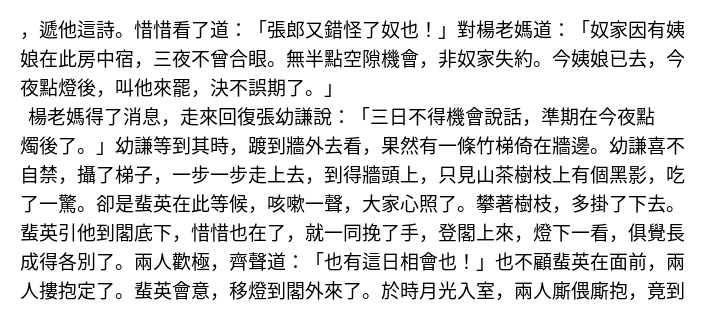 ，遞他這詩。惜惜看了道：「張郎又錯怪了奴也！」對楊老媽道：「奴家因有姨
娘在此房中宿，三夜不曾合眼。無半點空隙機會，非奴家失約。今姨娘已去，今
夜點燈後，叫他來罷，決不誤期了。」
楊老媽得了消息，走來回復張幼謙說：「三日不得機會說話，準期在今夜點
燭後了。」幼謙等到其時，踱到牆外去看，果然有一條竹梯倚在牆邊。幼謙喜不
自禁，攝了梯子，一步一步走上去，到得牆頭上，只見山茶樹枝上有個黑影，吃
了一驚。卻是蜚英在此等候，咳嗽一聲，大家心照了。攀著樹枝，多掛了下去。
蜚英引他到閣底下，惜惜也在了，就一同挽了手，登閣上來，燈下一看，俱覺長
成得各別了。兩人歡極，齊聲道：「也有這日相會也！」也不顧蜚英在面前，兩
人摟抱定了。蜚英會意，移燈到閣外來了。於時月光入室，兩人廝偎廝抱，竟到